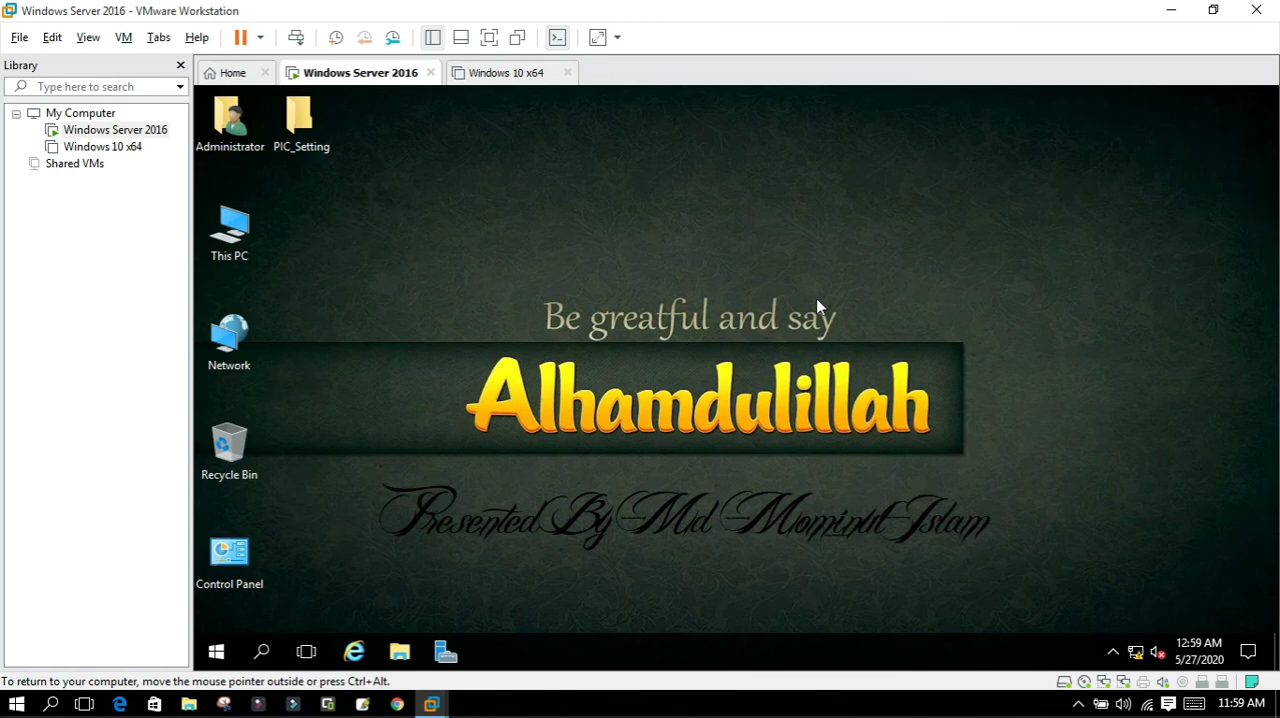 Windows Server 2016 - VMware Workstation
File Edit View VM Tabs Help
Library
Type here to search
Home
Windows Server 2016
Windows 10 x64
My Computer
Windows Server 2016
Windows 10 x64
Shared VMs
Administrator
PIC_Setting
This PC
Network
Recycle Bin
Control Panel
Be greatful and say
Alhamdulillah
Presented By Md Mominul Islam
12:59 AM
5/27/2020
To return to your computer, move the mouse pointer outside or press Ctrl+Alt.
11:59 AM